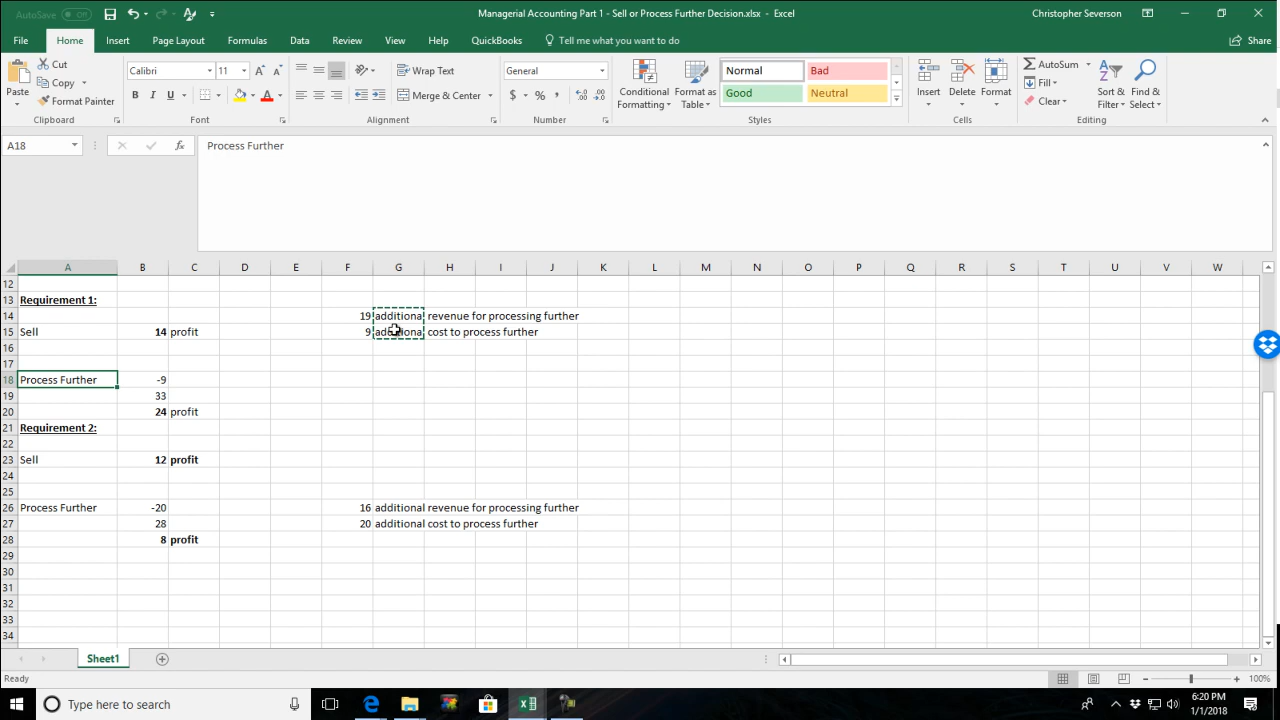 AutoSave Off Managerial Accounting Part 1 - Sell or Process Further Decision.xlsx - Excel Christopher Severson
File Home Insert Page Layout Formulas Data Review View Help QuickBooks Tell me what you want to do Share
Paste Cut Copy Format Painter Clipboard
Calibri 11 A A B I U A Font
Wrap Text Merge & Center Alignment
General $ % , Number
Conditional Formatting Format as Table Normal Bad Good Neutral Styles
Insert Delete Format Cells
AutoSum Fill Clear Sort & Filter Find & Select Editing
A18 fx Process Further
A B C D E F G H I J K L M N O P Q R S T U V W
12
13 Requirement 1:
14 19 additional revenue for processing further
15 Sell 14 profit 9 additional cost to process further
16
17
18 Process Further -9
19 33
20 24 profit
21 Requirement 2:
22
23 Sell 12 profit
24
25
26 Process Further -20 16 additional revenue for processing further
27 28 20 additional cost to process further
28 8 profit
29
30
31
32
33
34
Sheet1
Ready 100%
Type here to search 6:20 PM
1/1/2018